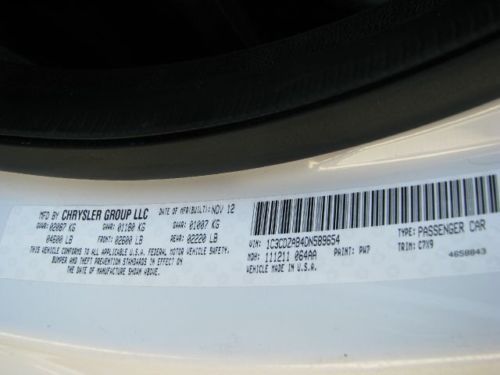 MFD BY CHRYSLER GROUP LLC DATE OF MFR(BUILT): NOV 12
GVWR: 02087 KG GAWR: 01180 KG GAWR: 01007 KG
04600 LB FRONT: 02600 LB REAR: 02220 LB
THIS VEHICLE CONFORMS TO ALL APPLICABLE U.S.A. FEDERAL MOTOR VEHICLE SAFETY,
BUMPER AND THEFT PREVENTION STANDARDS IN EFFECT ON
THE DATE OF MANUFACTURE SHOWN ABOVE.
VIN: 1C3CDZAB4DN589654 TYPE: PASSENGER CAR
MDH: 111211 064AA PAINT: PW7 TRIM: C7X9
VEHICLE MADE IN U.S.A. 4658843